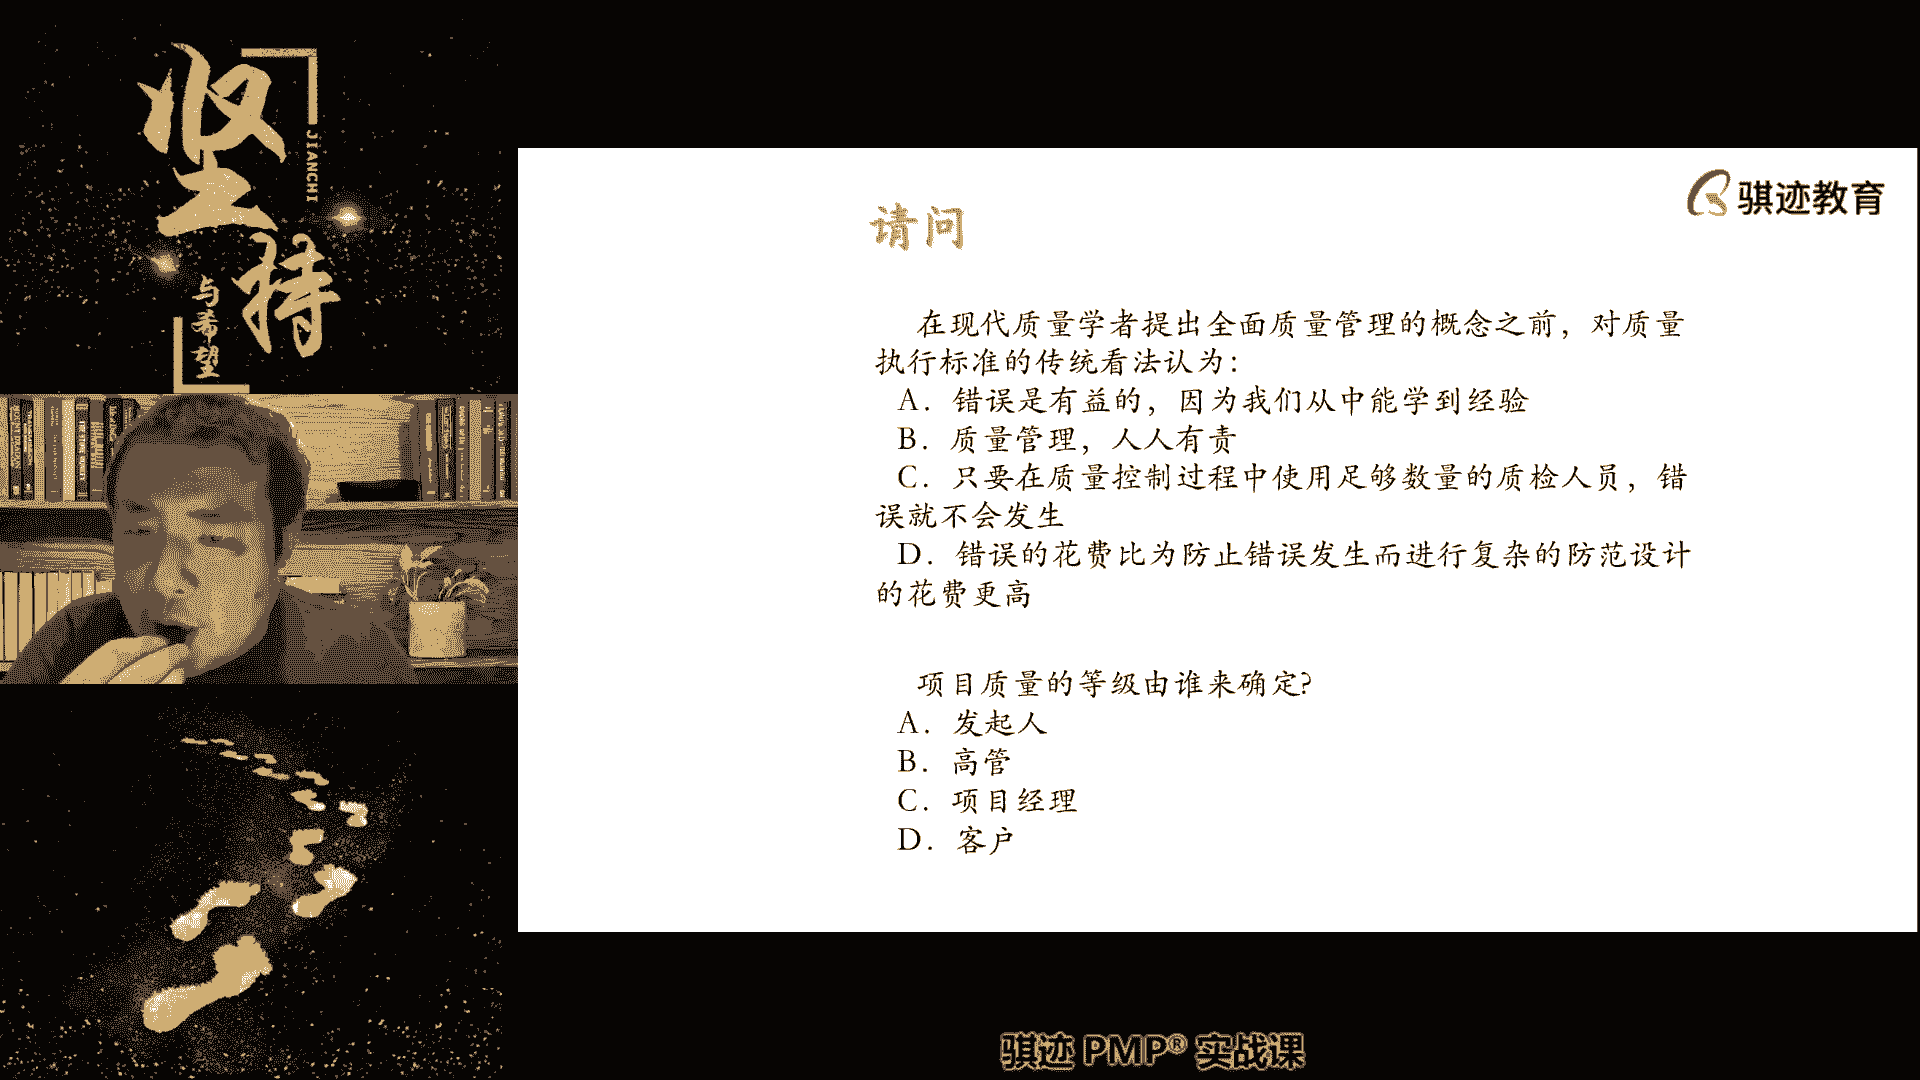 坚持
JIANCHI
与希望
骐迹教育
请问
在现代质量学者提出全面质量管理的概念之前，对质量
执行标准的传统看法认为：
A．错误是有益的，因为我们从中能学到经验
B．质量管理，人人有责
C．只要在质量控制过程中使用足够数量的质检人员，错
误就不会发生
D．错误的花费比为防止错误发生而进行复杂的防范设计
的花费更高
项目质量的等级由谁来确定？
A．发起人
B．高管
C．项目经理
D．客户
骐迹 PMP® 实战课